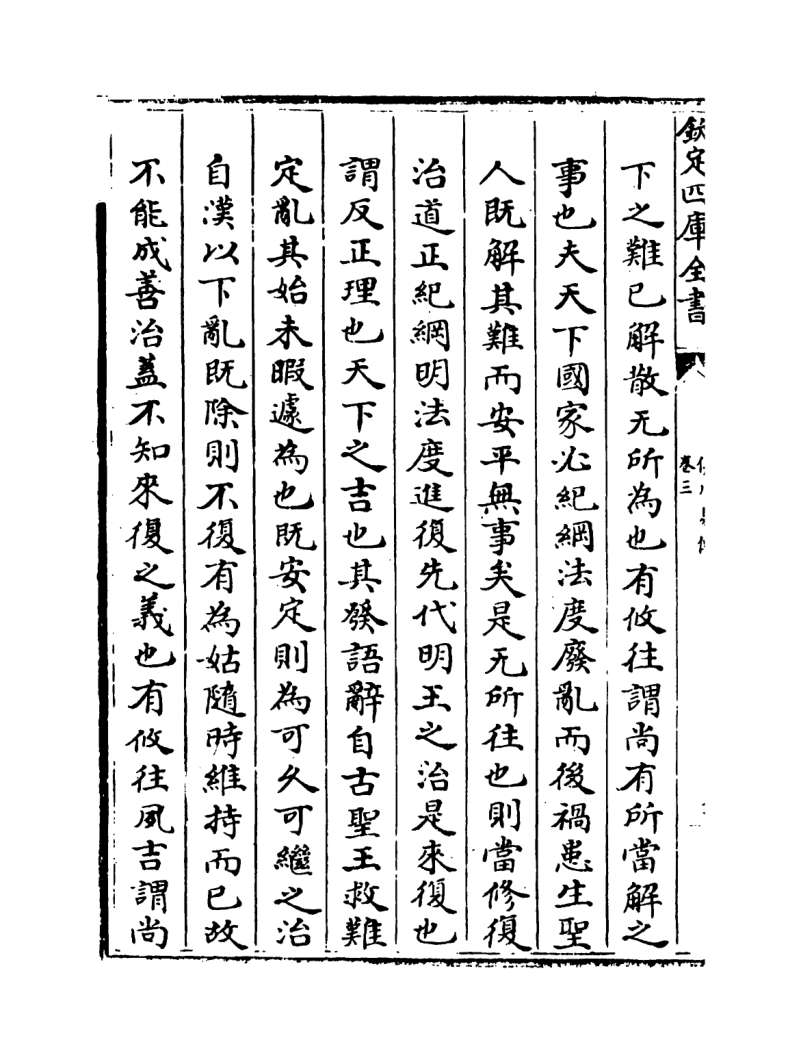 欽定四庫全書
卷三
下之難已解散无所為也有攸往謂尚有所當解之
事也夫天下國家必紀綱法度廢亂而後禍患生聖
人既解其難而安平無事矣是无所往也則當修復
治道正紀綱明法度進復先代明王之治是來復也
謂反正理也天下之吉也其發語辭自古聖王救難
定亂其始未暇遽為也既安定則為可久可繼之治
自漢以下亂既除則不復有為姑隨時維持而已故
不能成善治蓋不知來復之義也有攸往夙吉謂尚